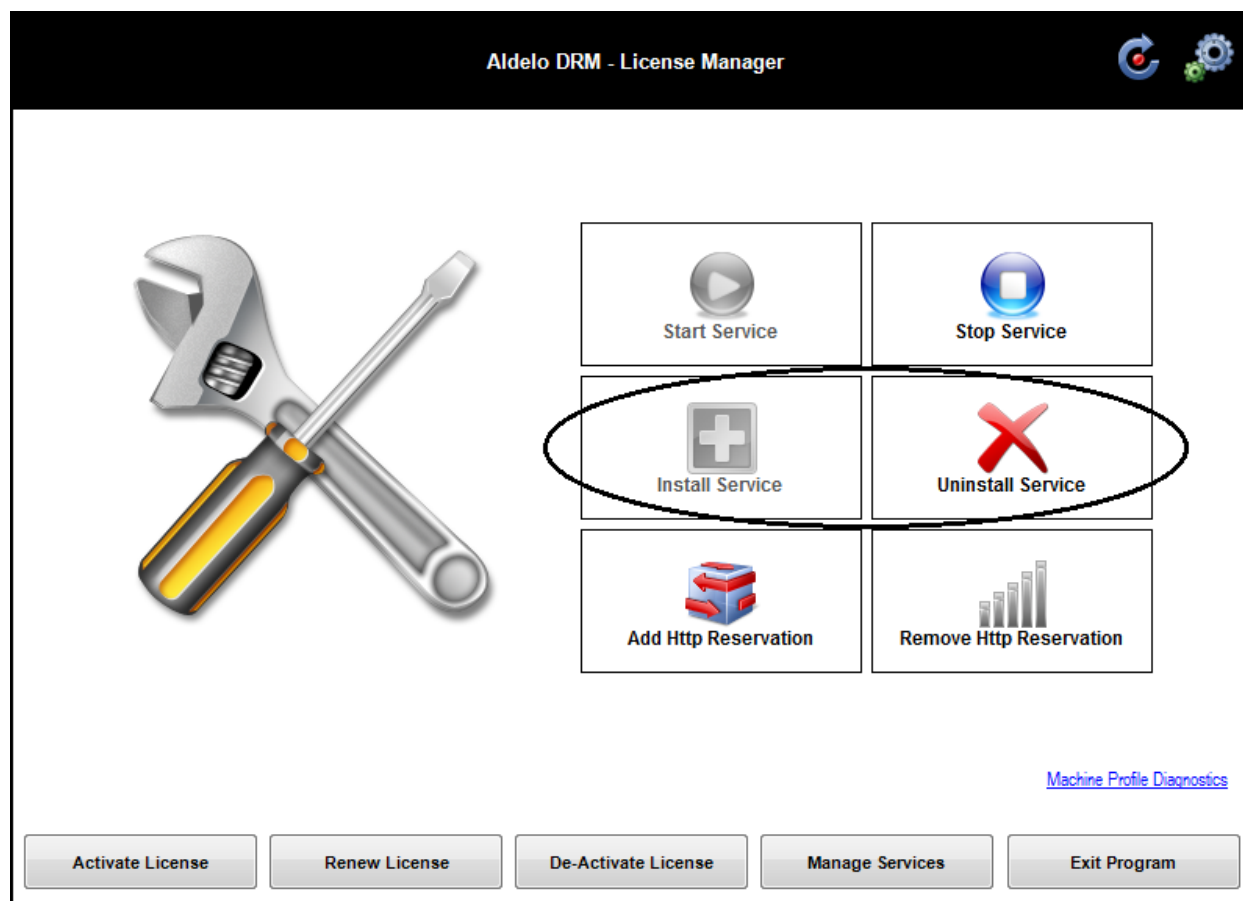 Aldelo DRM - License Manager
Start Service
Stop Service
Install Service
Uninstall Service
Add Http Reservation
Remove Http Reservation
Machine Profile Diagnostics
Activate License
Renew License
De-Activate License
Manage Services
Exit Program